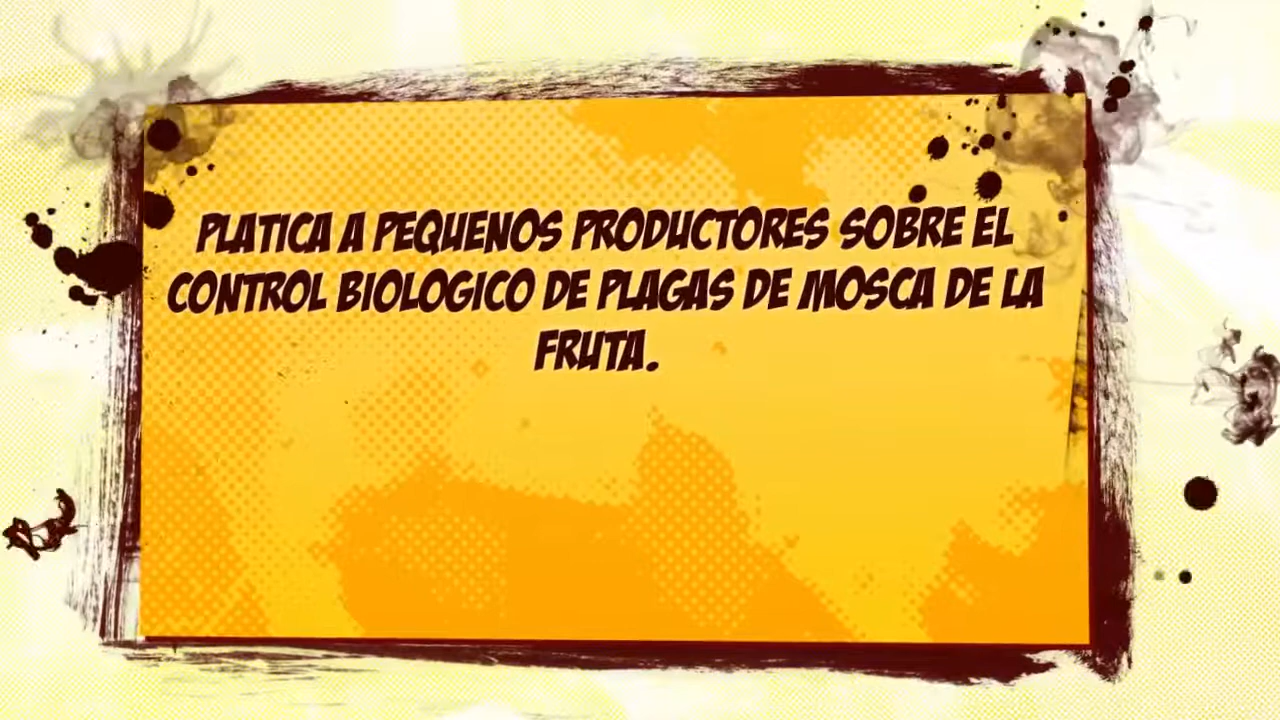 PLATICA A PEQUENOS PRODUCTORES SOBRE EL
CONTROL BIOLOGICO DE PLAGAS DE MOSCA DE LA
FRUTA.